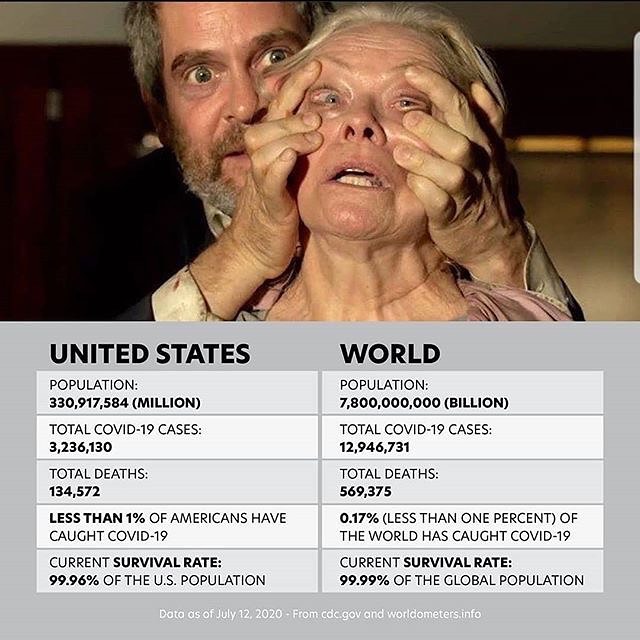 UNITED STATES
POPULATION:
330,917,584 (MILLION)
TOTAL COVID-19 CASES:
3,236,130
TOTAL DEATHS:
134,572
LESS THAN 1% OF AMERICANS HAVE
CAUGHT COVID-19
CURRENT SURVIVAL RATE:
99.96% OF THE U.S. POPULATION
WORLD
POPULATION:
7,800,000,000 (BILLION)
TOTAL COVID-19 CASES:
12,946,731
TOTAL DEATHS:
569,375
0.17% (LESS THAN ONE PERCENT) OF
THE WORLD HAS CAUGHT COVID-19
CURRENT SURVIVAL RATE:
99.99% OF THE GLOBAL POPULATION
Data as of July 12, 2020 - From cdc.gov and worldometers.info